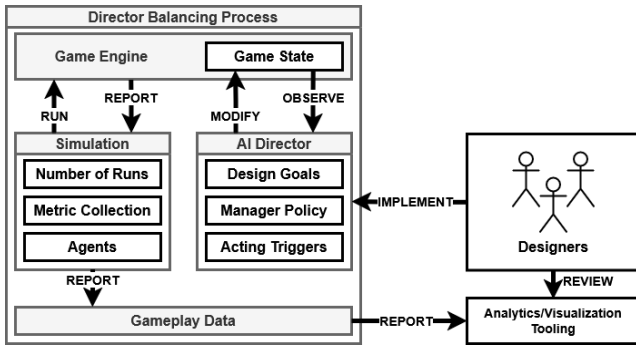 Director Balancing Process
Game Engine
Game State
RUN
REPORT
MODIFY
OBSERVE
Simulation
Number of Runs
Metric Collection
Agents
AI Director
Design Goals
Manager Policy
Acting Triggers
IMPLEMENT
Designers
REPORT
REVIEW
Gameplay Data
REPORT
Analytics/Visualization
Tooling